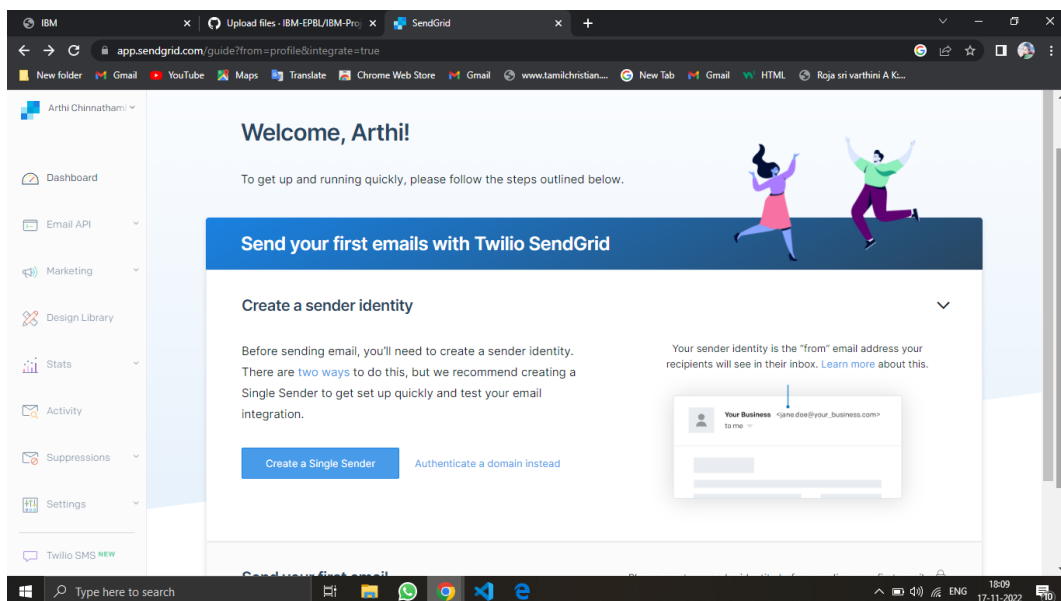 IBM
Upload files · IBM-EPBL/IBM-Proj
SendGrid
app.sendgrid.com/guide?from=profile&integrate=true
New folder
Gmail
YouTube
Maps
Translate
Chrome Web Store
Gmail
www.tamilchristian....
New Tab
Gmail
HTML
Roja sri varthini A K:...
Arthi Chinnathami
Welcome, Arthi!
To get up and running quickly, please follow the steps outlined below.
Dashboard
Email API
Marketing
Design Library
Stats
Activity
Suppressions
Settings
Twilio SMS NEW
Send your first emails with Twilio SendGrid
Create a sender identity
Before sending email, you'll need to create a sender identity.
There are two ways to do this, but we recommend creating a
Single Sender to get set up quickly and test your email
integration.
Create a Single Sender
Authenticate a domain instead
Your sender identity is the "from" email address your
recipients will see in their inbox. Learn more about this.
Your Business <jane.doe@your_business.com>
to me
Send your first email
Type here to search
ENG
18:09
17-11-2022
10